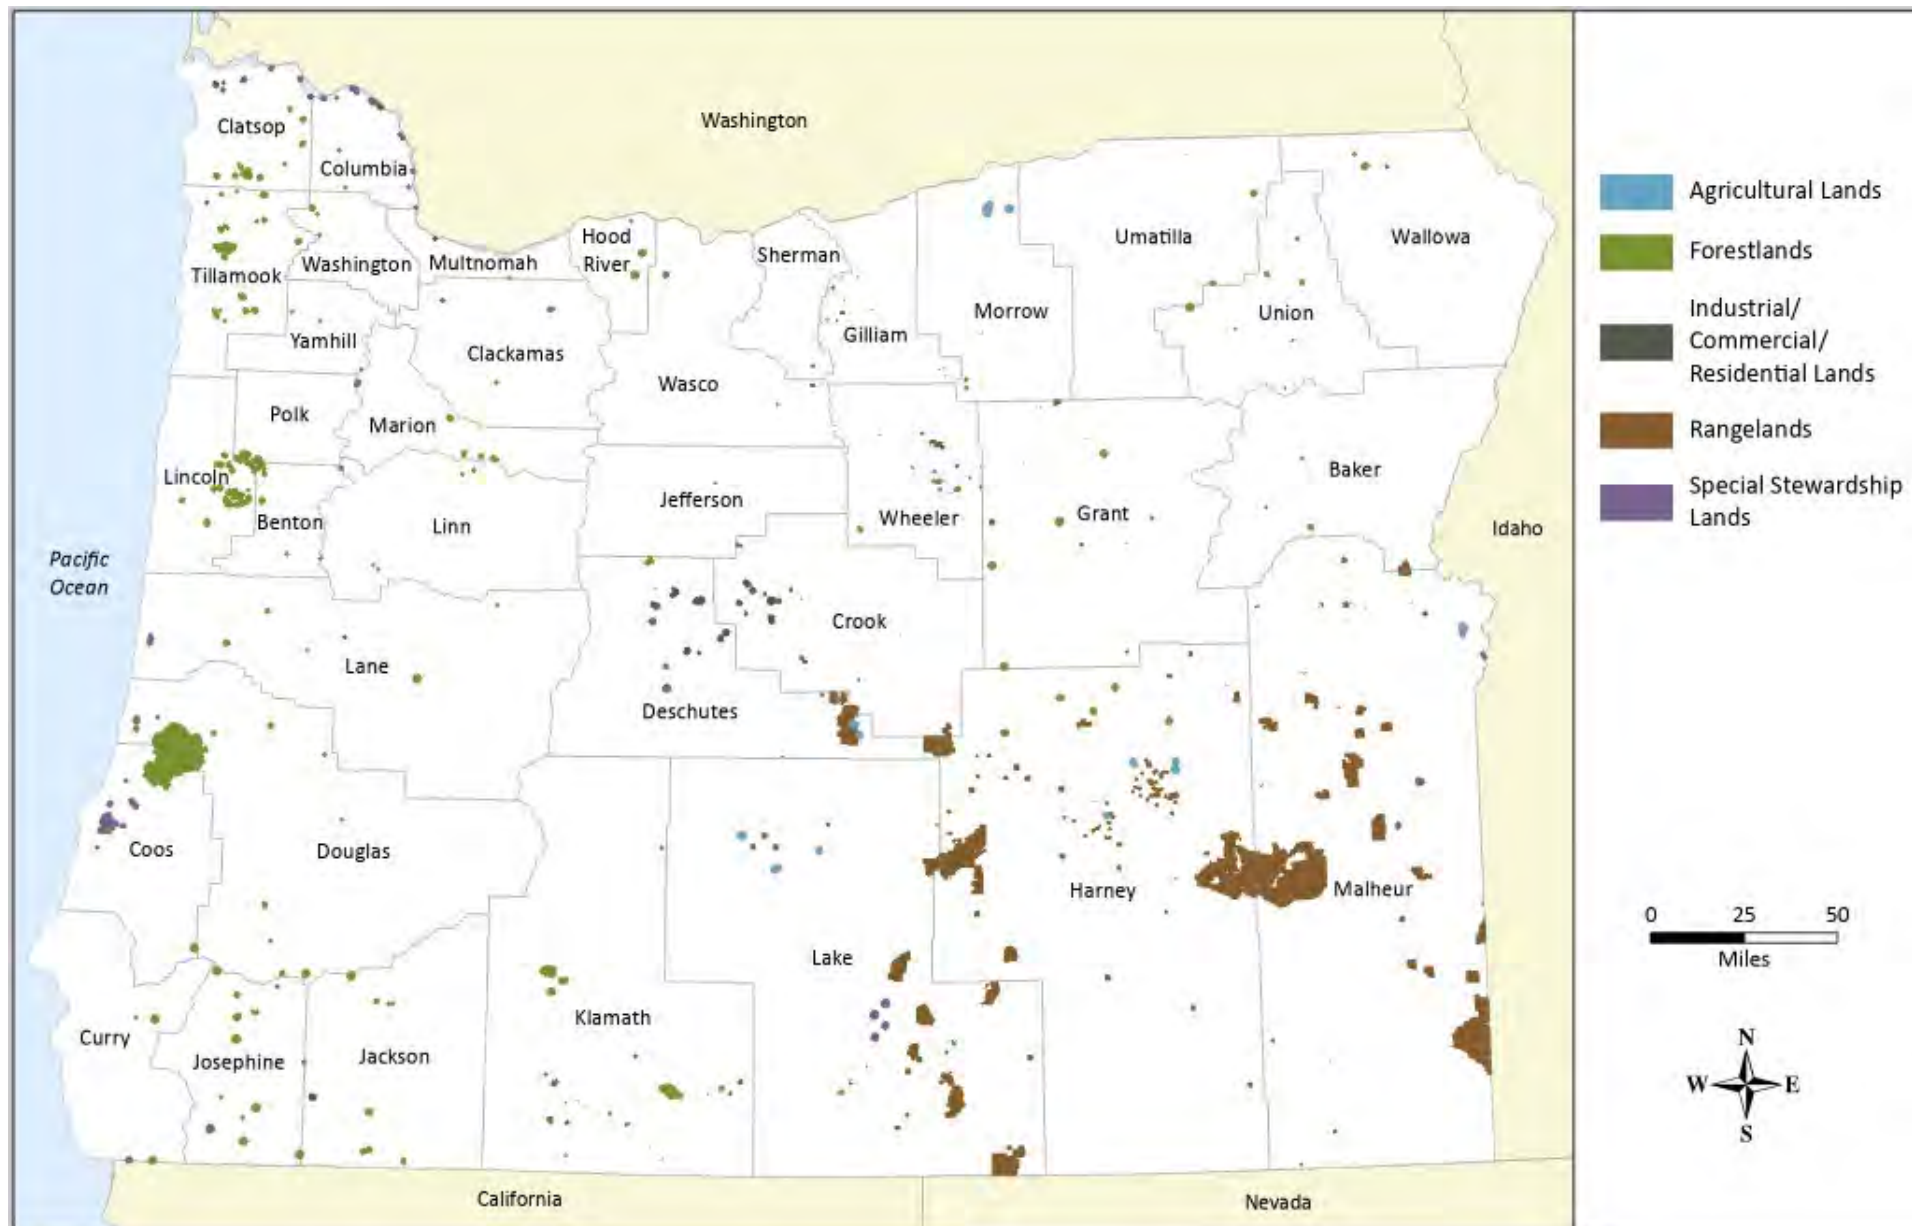 Washington
Clatsop
Columbia
Hood
River
Sherman
Umatilla
Wallowa
Tillamook
Washington
Multnomah
Gilliam
Morrow
Union
Yamhill
Clackamas
Wasco
Polk
Marion
Lincoln
Jefferson
Baker
Benton
Linn
Wheeler
Grant
Idaho
Pacific
Ocean
Lane
Crook
Deschutes
Coos
Douglas
Harney
Malheur
Lake
Klamath
Curry
Josephine
Jackson
California
Nevada
Agricultural Lands
Forestlands
Industrial/
Commercial/
Residential Lands
Rangelands
Special Stewardship
Lands
0 25 50
Miles
N
W E
S